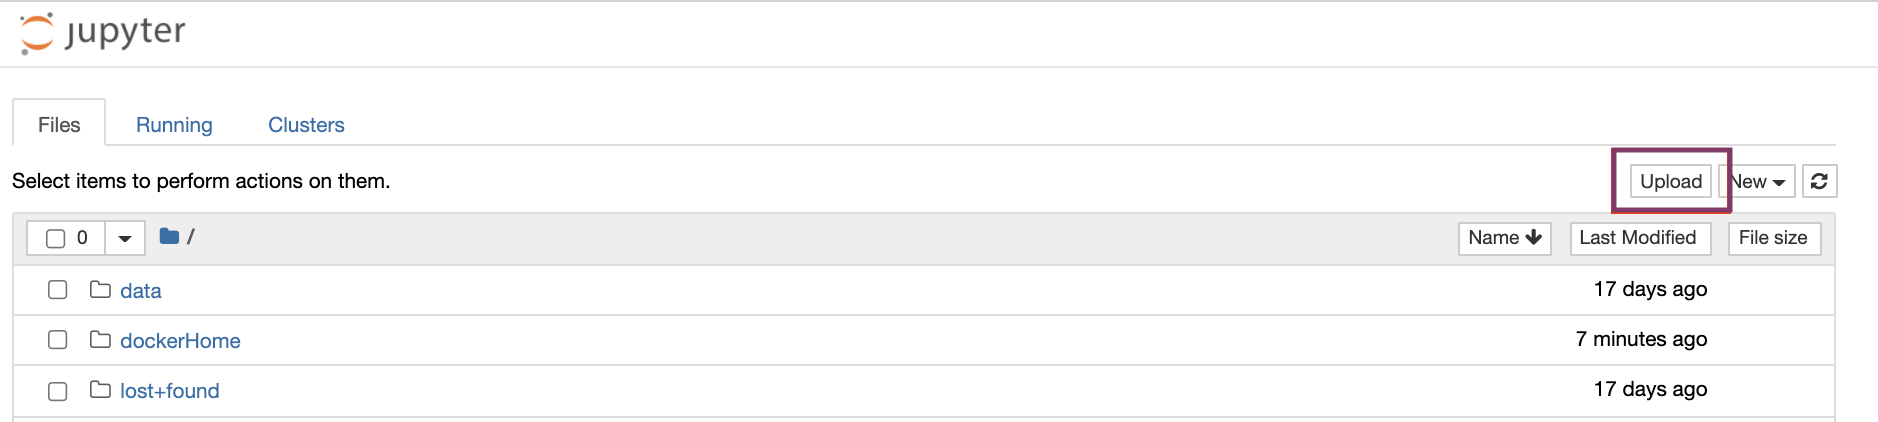 jupyter
Files Running Clusters
Select items to perform actions on them.
Upload New
0 / Name Last Modified File size
data 17 days ago
dockerHome 7 minutes ago
lost+found 17 days ago